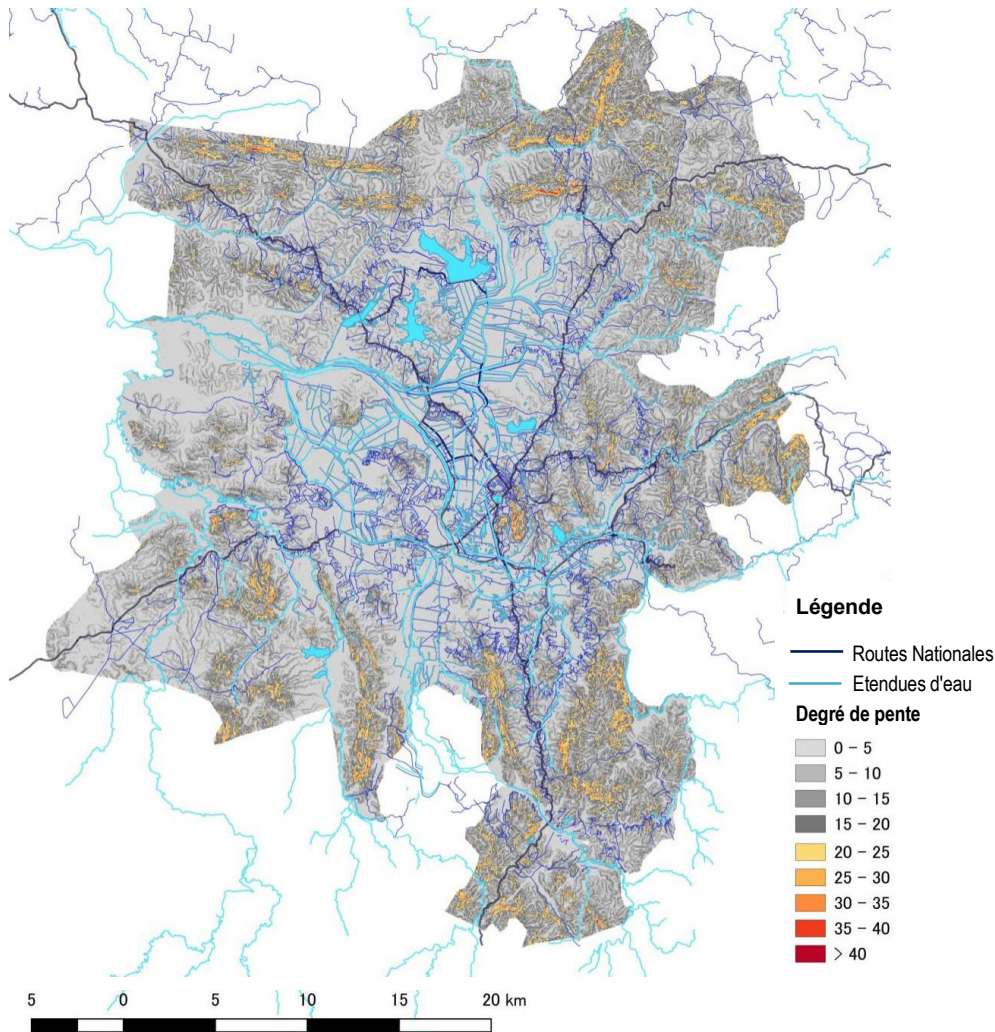 Légende
Routes Nationales
Etendues d'eau
Degré de pente
0 – 5
5 – 10
10 – 15
15 – 20
20 – 25
25 – 30
30 – 35
35 – 40
> 40
5 0 5 10 15 20 km